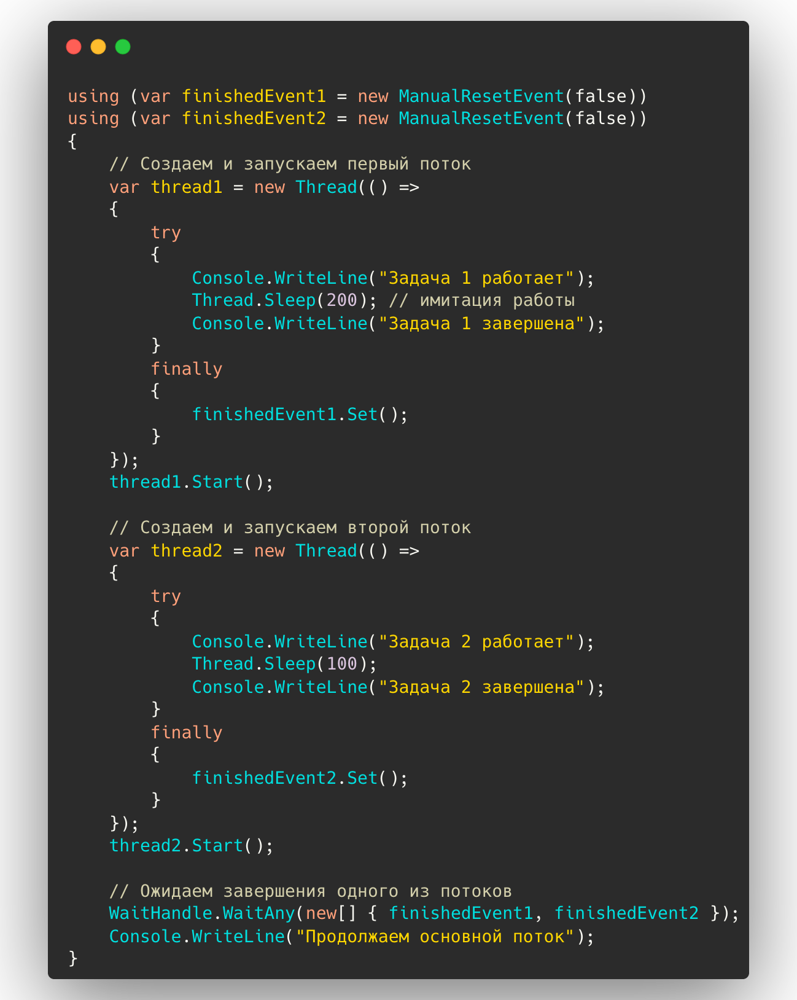 using (var finishedEvent1 = new ManualResetEvent(false))
using (var finishedEvent2 = new ManualResetEvent(false))
{
    // Создаем и запускаем первый поток
    var thread1 = new Thread(() =>
    {
        try
        {
            Console.WriteLine("Задача 1 работает");
            Thread.Sleep(200); // имитация работы
            Console.WriteLine("Задача 1 завершена");
        }
        finally
        {
            finishedEvent1.Set();
        }
    });
    thread1.Start();

    // Создаем и запускаем второй поток
    var thread2 = new Thread(() =>
    {
        try
        {
            Console.WriteLine("Задача 2 работает");
            Thread.Sleep(100);
            Console.WriteLine("Задача 2 завершена");
        }
        finally
        {
            finishedEvent2.Set();
        }
    });
    thread2.Start();

    // Ожидаем завершения одного из потоков
    WaitHandle.WaitAny(new[] { finishedEvent1, finishedEvent2 });
    Console.WriteLine("Продолжаем основной поток");
}